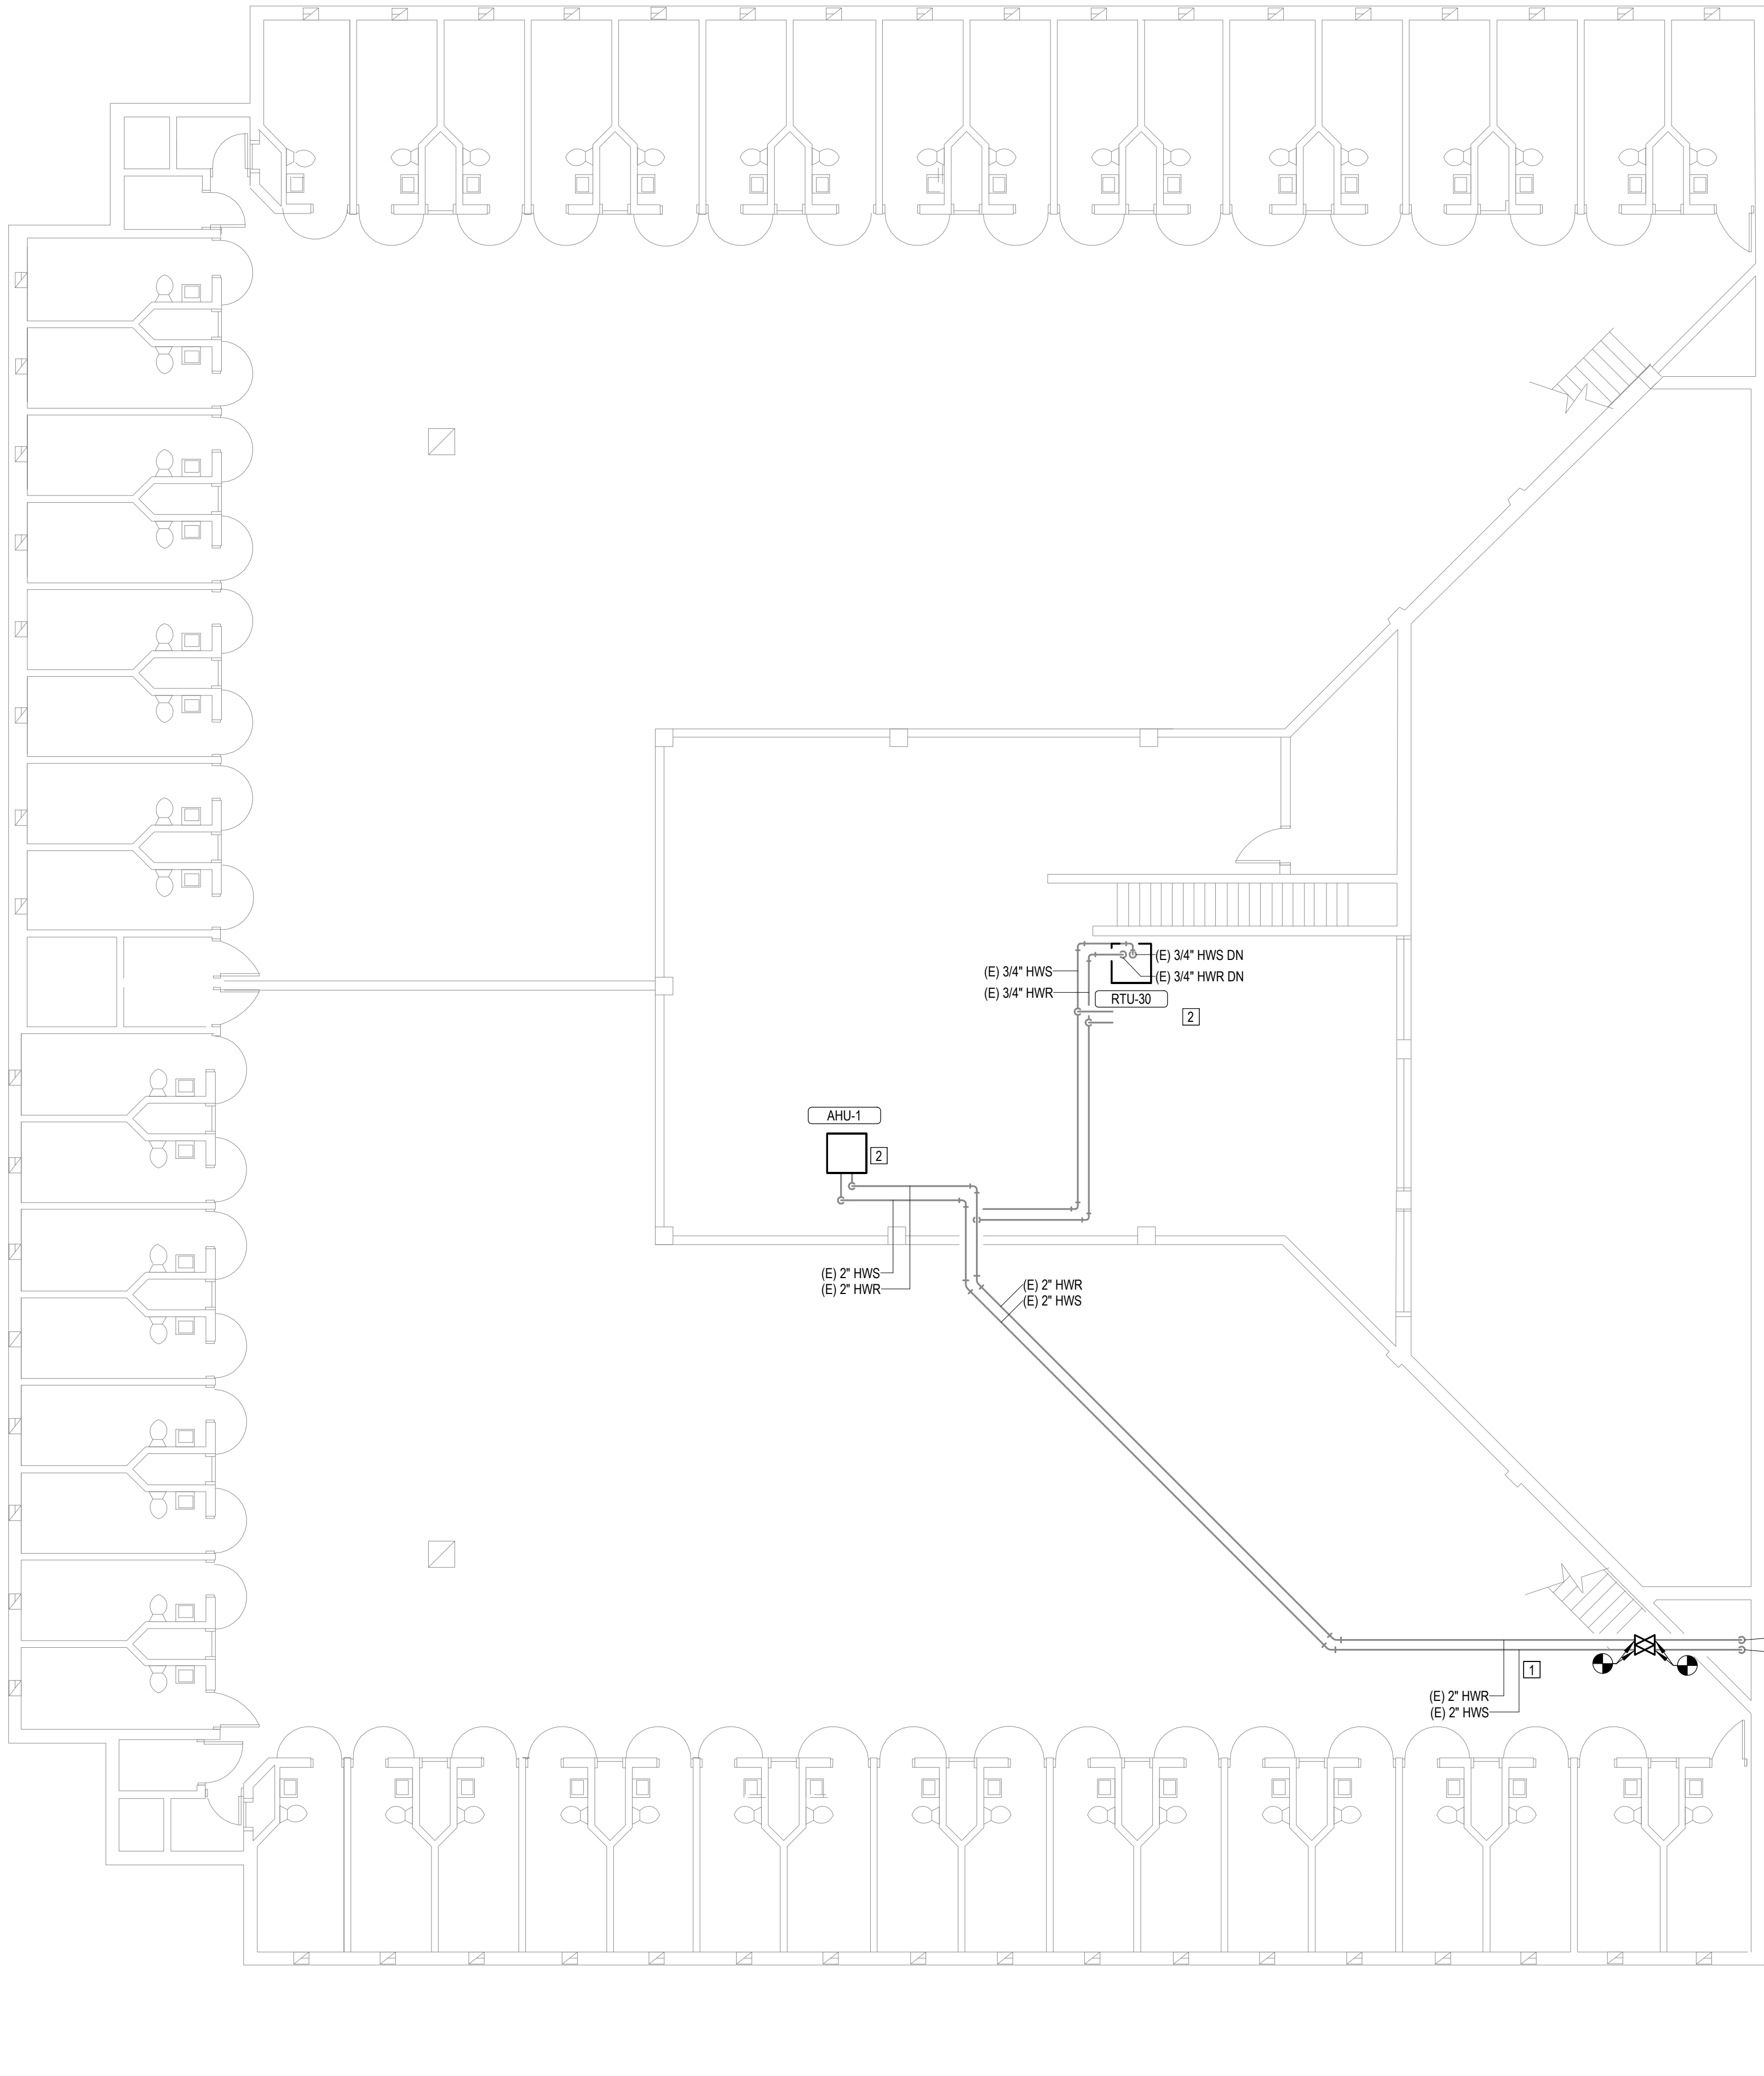 (E) 3/4" HWS
(E) 3/4" HWR
(E) 3/4" HWS DN
(E) 3/4" HWR DN
RTU-30
2
AHU-1
2
(E) 2" HWS
(E) 2" HWR
(E) 2" HWR
(E) 2" HWS
1
(E) 2" HWR
(E) 2" HWS